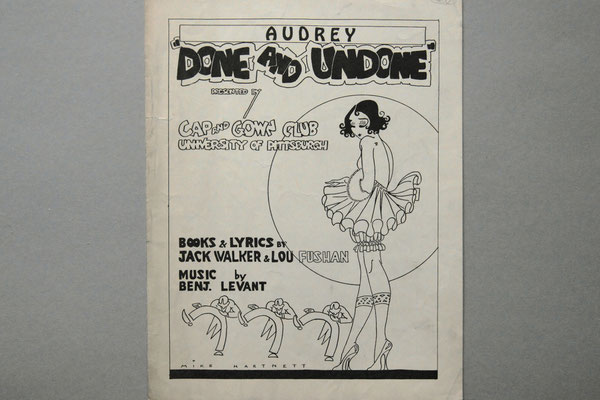 AUDREY
"DONE AND UNDONE"
PRESENTED BY
CAP AND GOWN CLUB
UNIVERSITY OF PITTSBURGH
BOOKS & LYRICS BY
JACK WALKER & LOU FUSHAN
MUSIC by
BENJ. LEVANT
MIKE HARTNETT